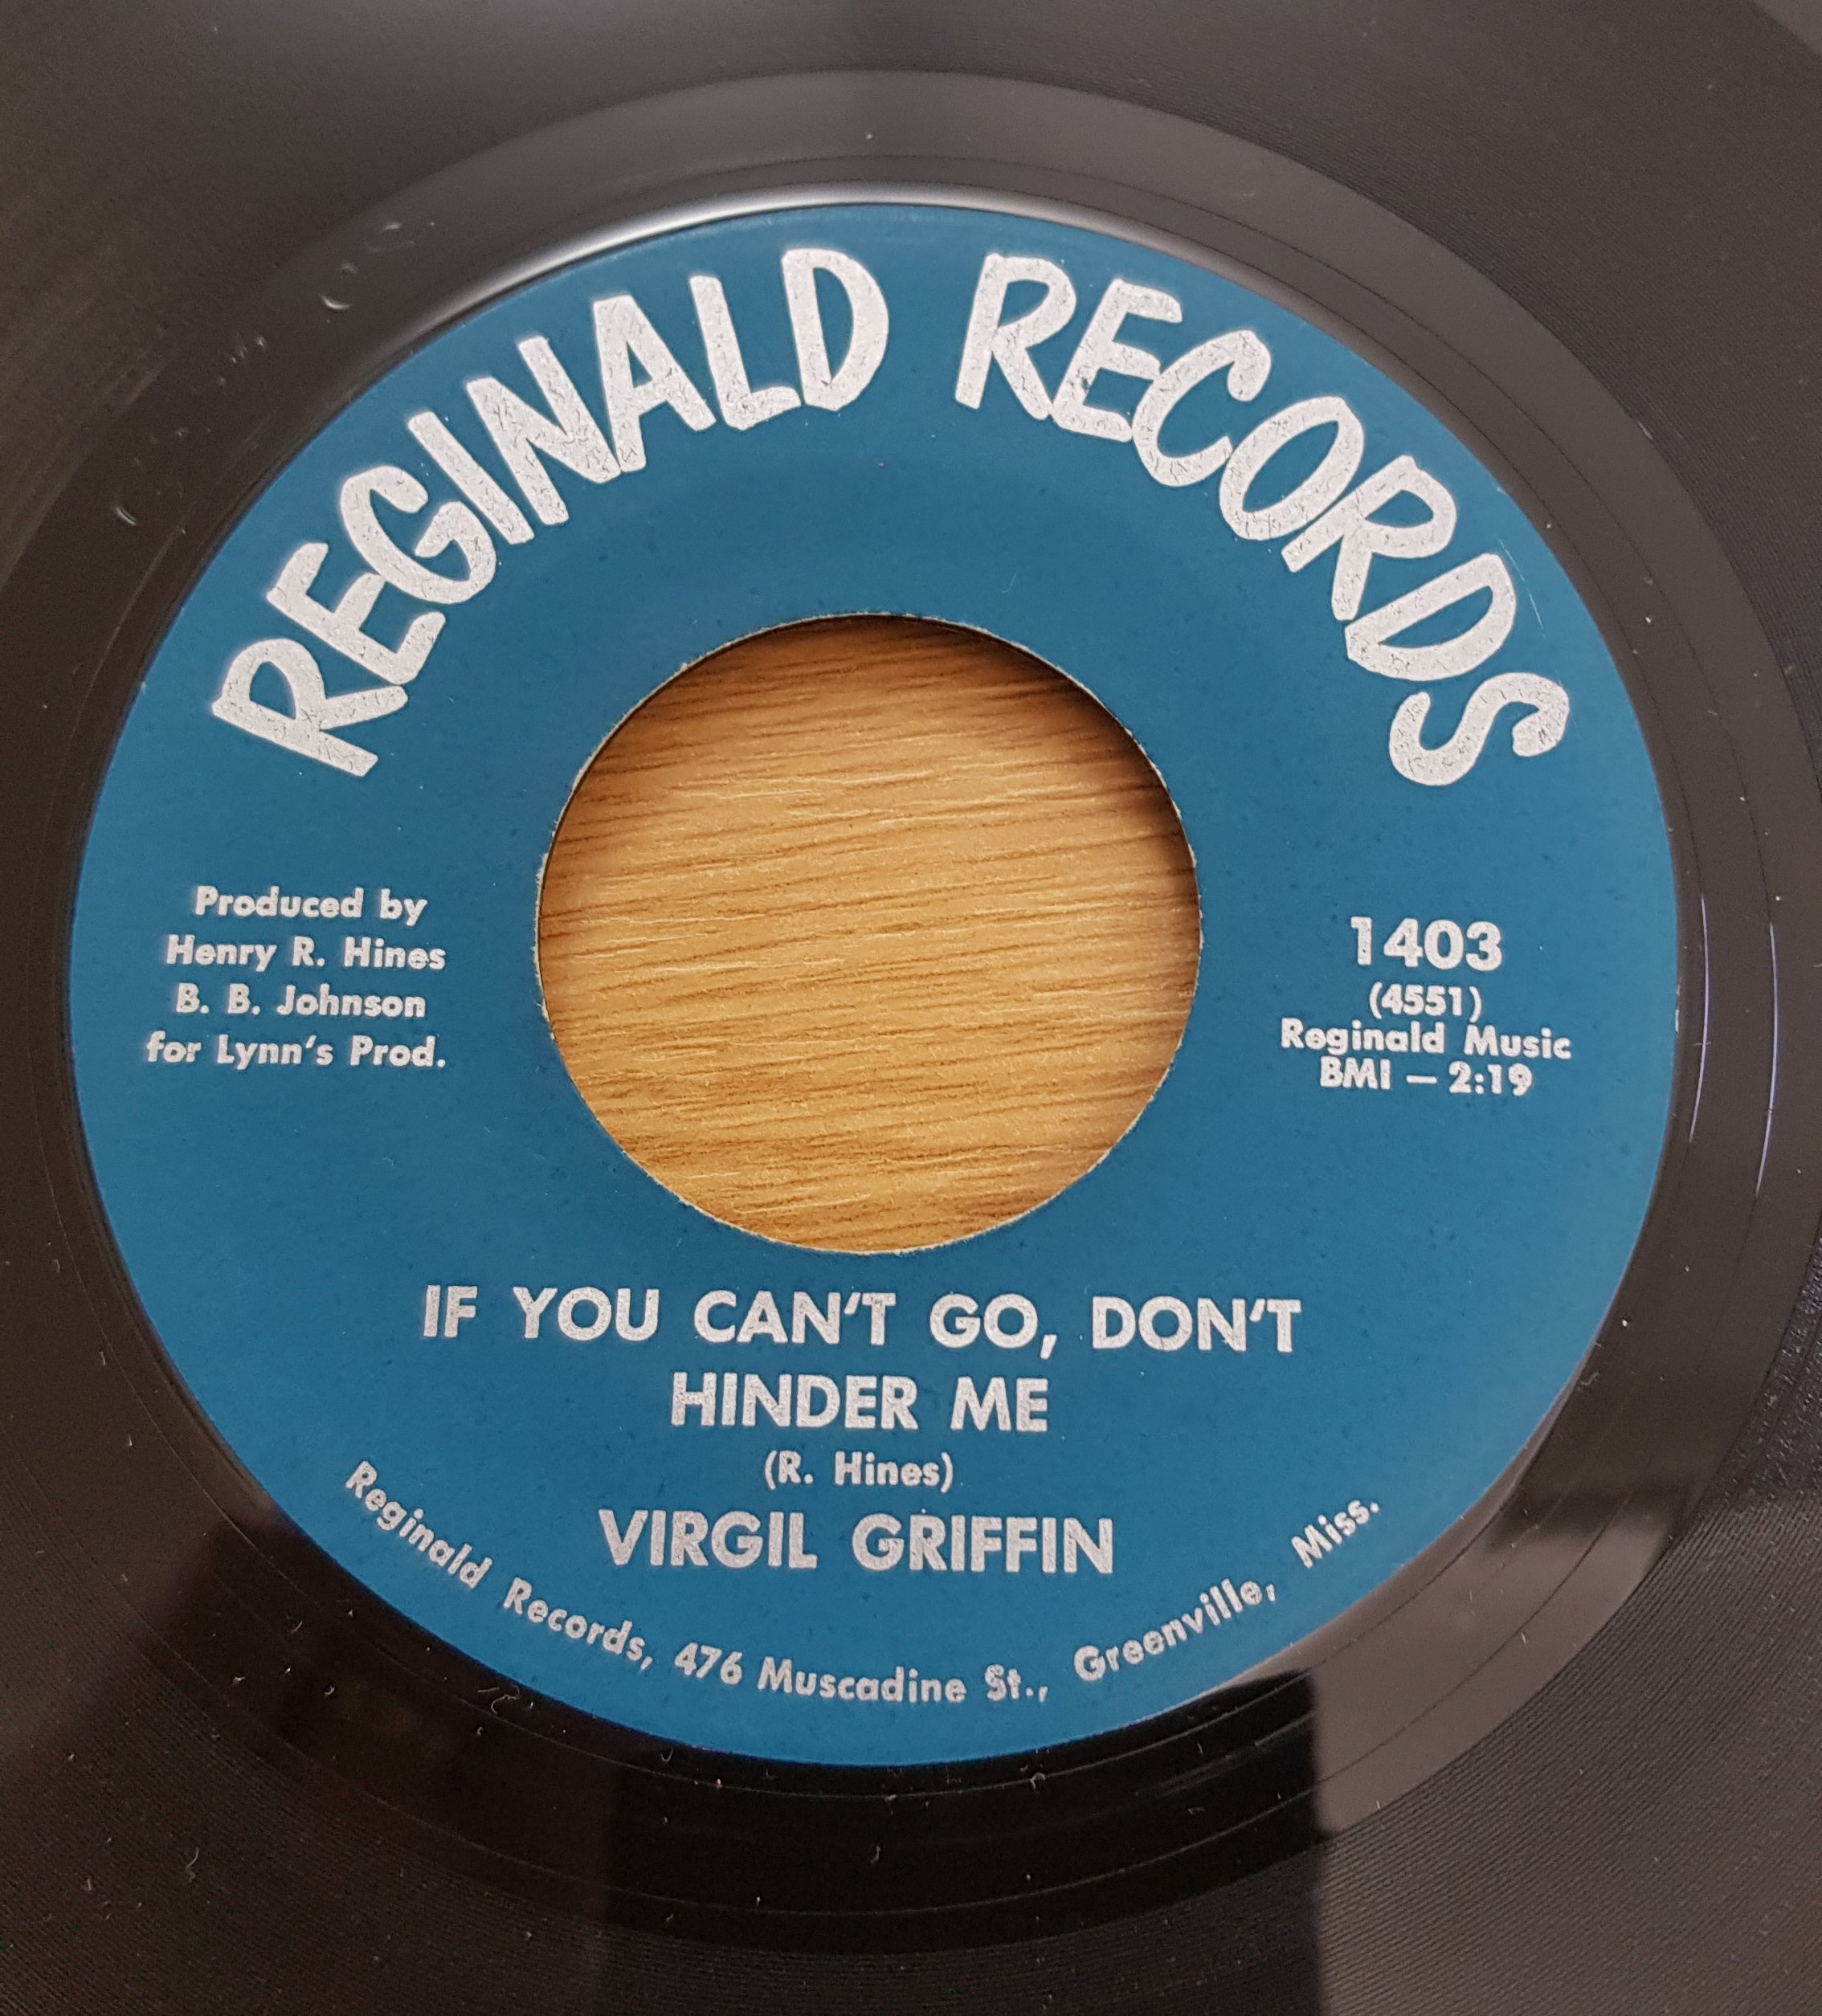 REGINALD RECORDS
Produced by
Henry R. Hines
B. B. Johnson
for Lynn's Prod.
1403
(4551)
Reginald Music
BMI — 2:19
IF YOU CAN'T GO, DON'T
HINDER ME
(R. Hines)
VIRGIL GRIFFIN
Reginald Records, 476 Muscadine St., Greenville, Miss.